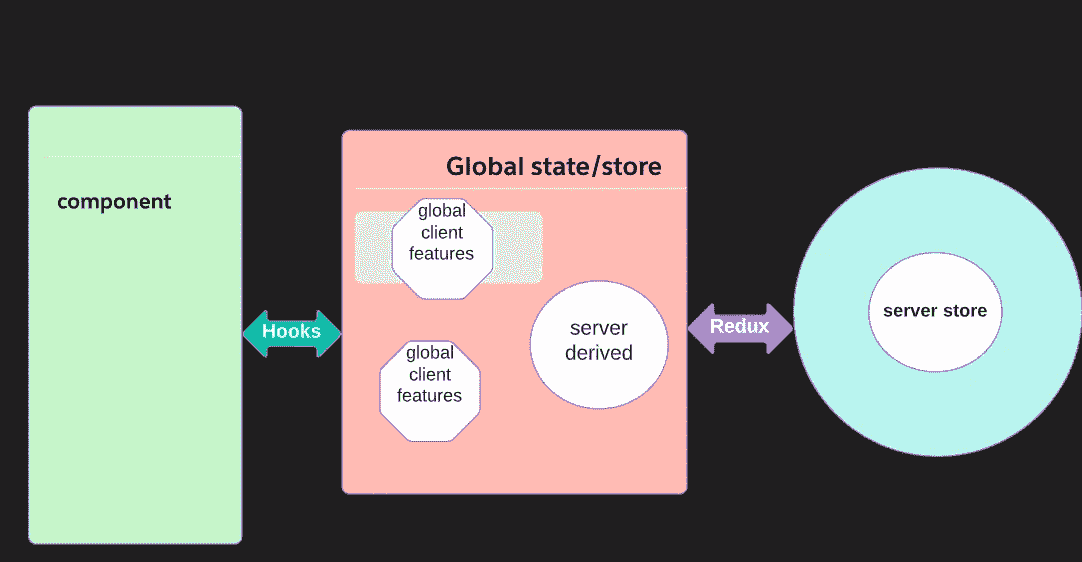 component
Hooks
Global state/store
global
client
features
global
client
features
server
derived
Redux
server store